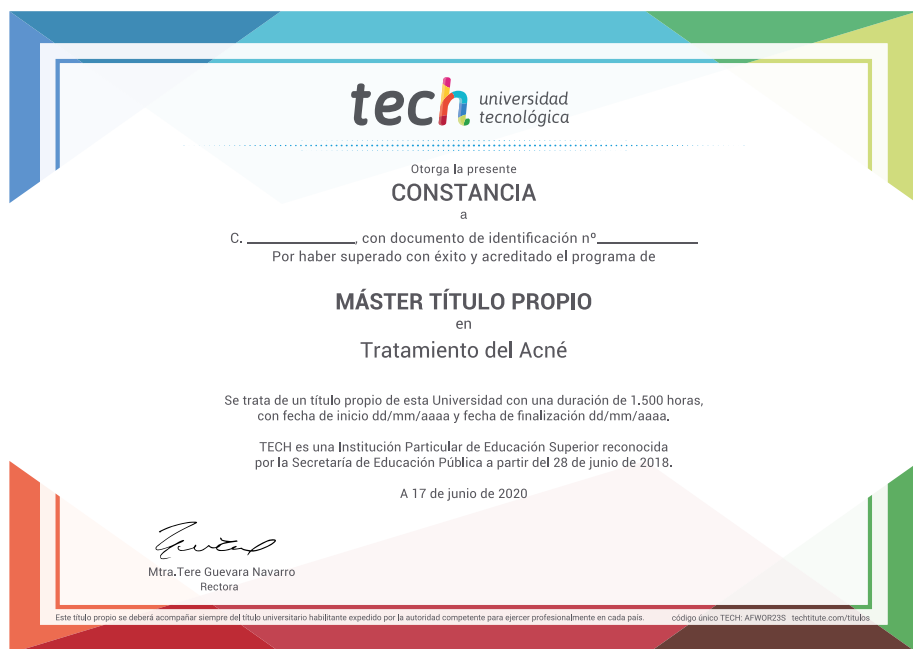 tech universidad
tecnológica
Otorga la presente
CONSTANCIA
a
C. ____________, con documento de identificación nº____________
Por haber superado con éxito y acreditado el programa de
MÁSTER TÍTULO PROPIO
en
Tratamiento del Acné
Se trata de un título propio de esta Universidad con una duración de 1.500 horas,
con fecha de inicio dd/mm/aaaa y fecha de finalización dd/mm/aaaa.
TECH es una Institución Particular de Educación Superior reconocida
por la Secretaría de Educación Pública a partir del 28 de junio de 2018.
A 17 de junio de 2020
Mtra.Tere Guevara Navarro
Rectora
Este título propio se deberá acompañar siempre del título universitario habilitante expedido por la autoridad competente para ejercer profesionalmente en cada país. código único TECH: AFWOR23S techtitute.com/titulos